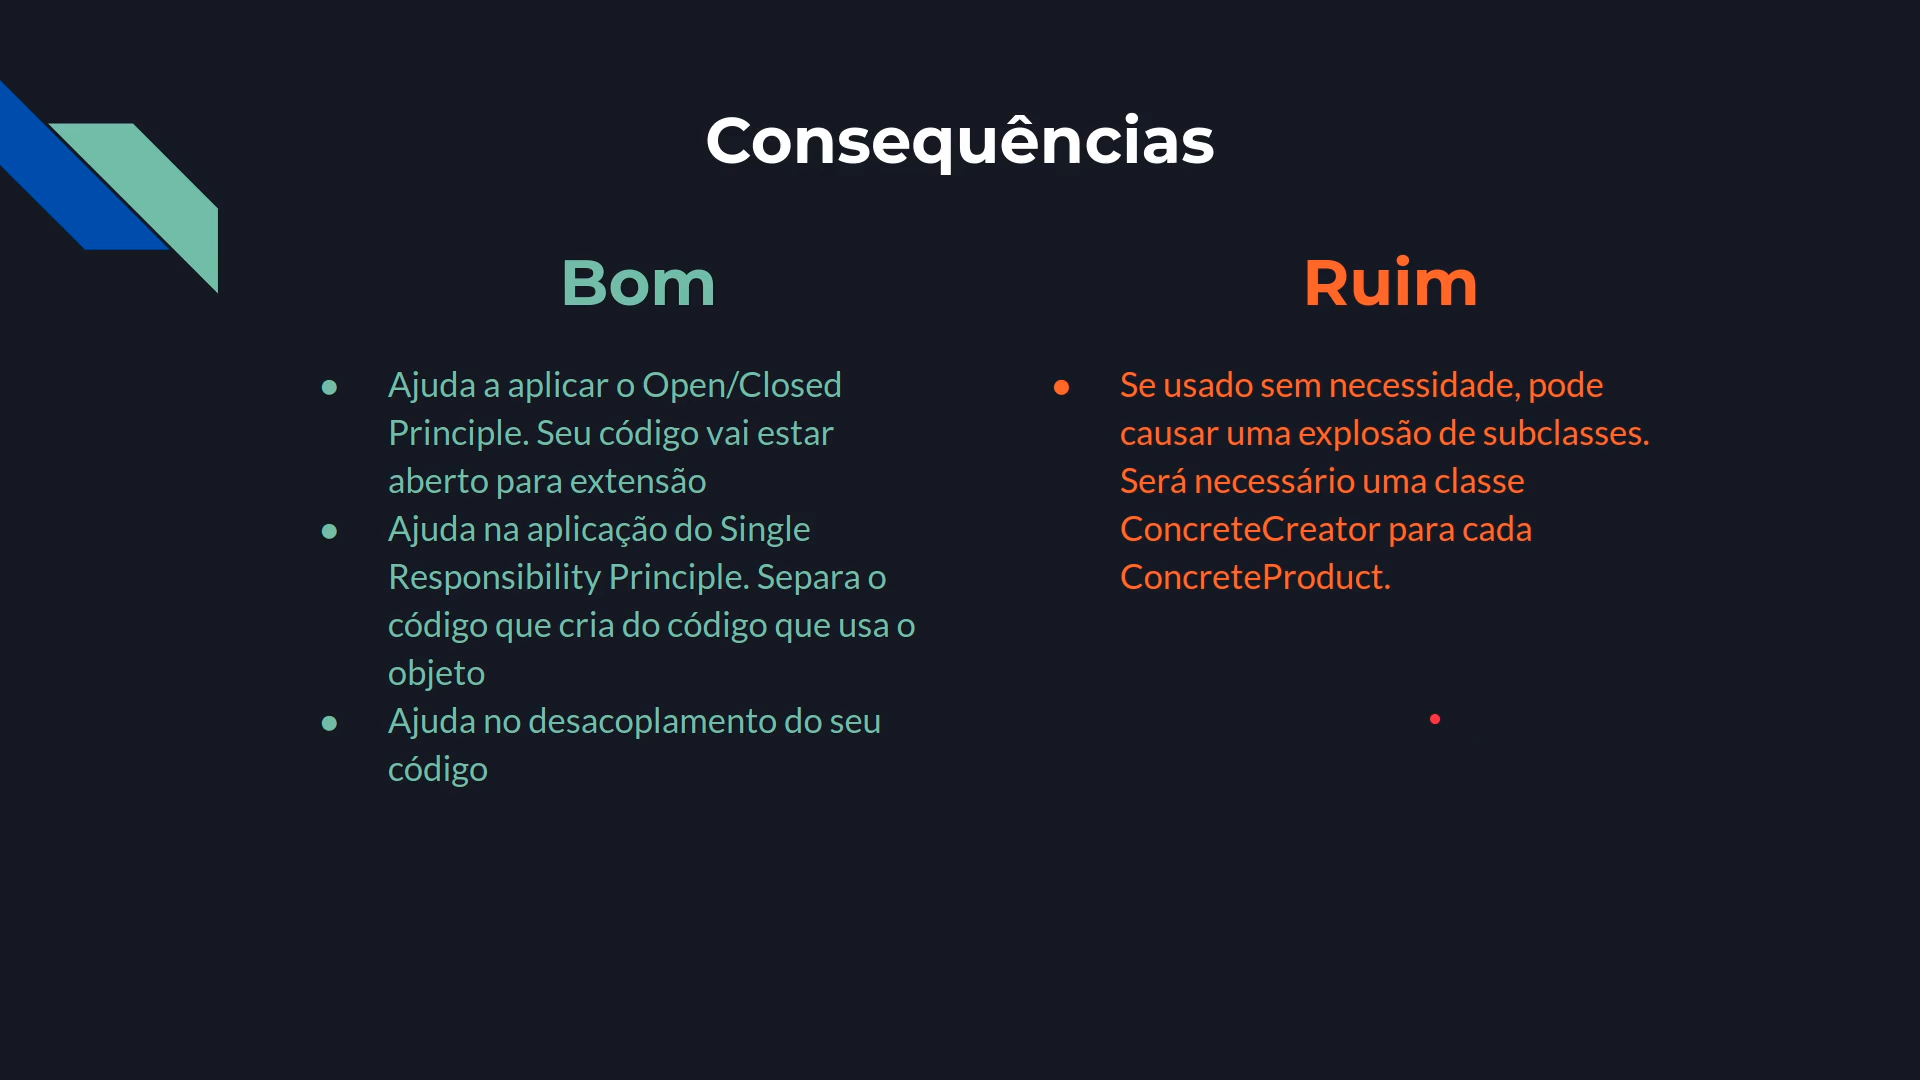 Consequências
Bom
● Ajuda a aplicar o Open/Closed
Principle. Seu código vai estar
aberto para extensão
● Ajuda na aplicação do Single
Responsibility Principle. Separa o
código que cria do código que usa o
objeto
● Ajuda no desacoplamento do seu
código
Ruim
● Se usado sem necessidade, pode
causar uma explosão de subclasses.
Será necessário uma classe
ConcreteCreator para cada
ConcreteProduct.